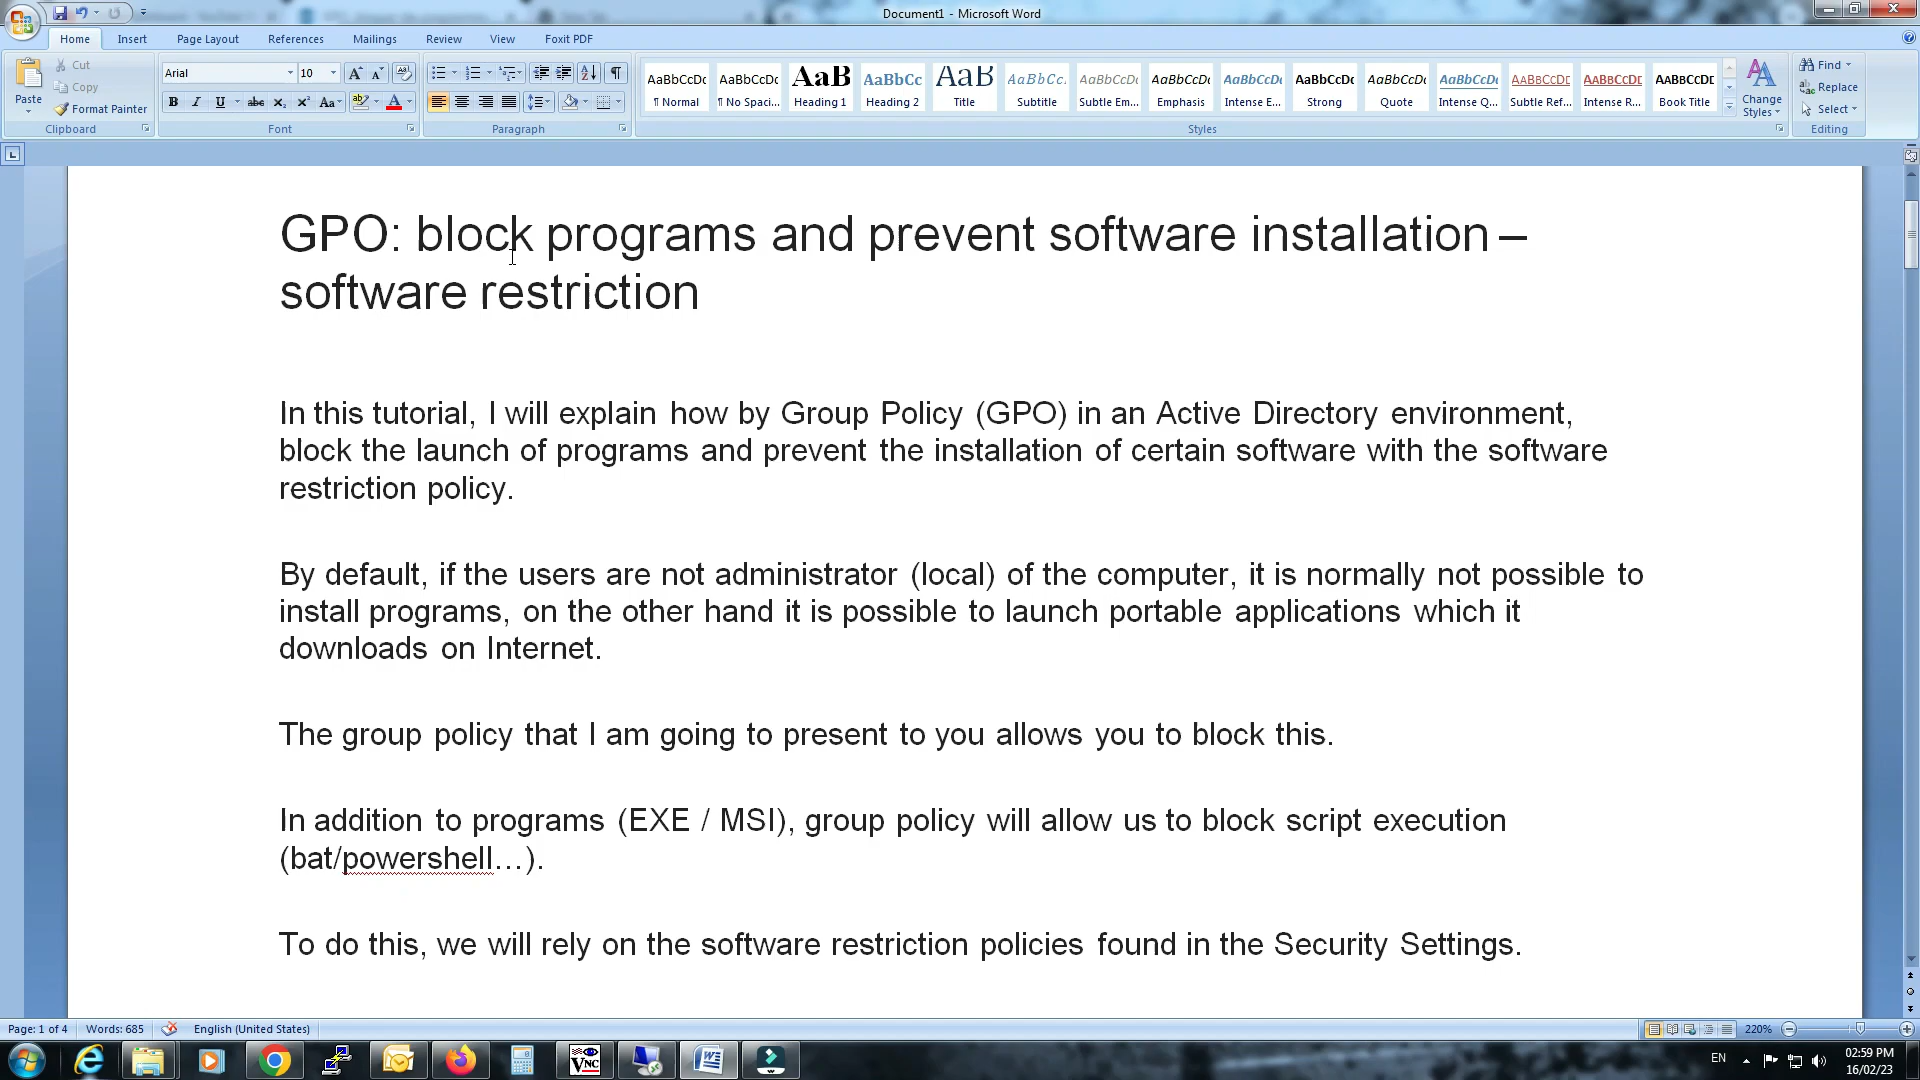 Document1 - Microsoft Word
Home Insert Page Layout References Mailings Review View Foxit PDF
Paste
Cut
Copy
Format Painter
Clipboard
Arial 10
Font
Paragraph
AaBbCcDc AaBbCcDc AaB AaBbCc AaB AaBbCc. AaBbCcDc AaBbCcDc AaBbCcDc AaBbCcDc AaBbCcDc AaBbCcDc AABBCCDE AABBCCDE AABBCCDE
¶ Normal ¶ No Spaci... Heading 1 Heading 2 Title Subtitle Subtle Em... Emphasis Intense E... Strong Quote Intense Q... Subtle Ref... Intense R... Book Title
Styles
Change
Styles
Find
Replace
Select
Editing
GPO: block programs and prevent software installation –
software restriction
In this tutorial, I will explain how by Group Policy (GPO) in an Active Directory environment,
block the launch of programs and prevent the installation of certain software with the software
restriction policy.
By default, if the users are not administrator (local) of the computer, it is normally not possible to
install programs, on the other hand it is possible to launch portable applications which it
downloads on Internet.
The group policy that I am going to present to you allows you to block this.
In addition to programs (EXE / MSI), group policy will allow us to block script execution
(bat/powershell…).
To do this, we will rely on the software restriction policies found in the Security Settings.
Page: 1 of 4 Words: 685 English (United States) 220%
VNC
EN
02:59 PM
16/02/23